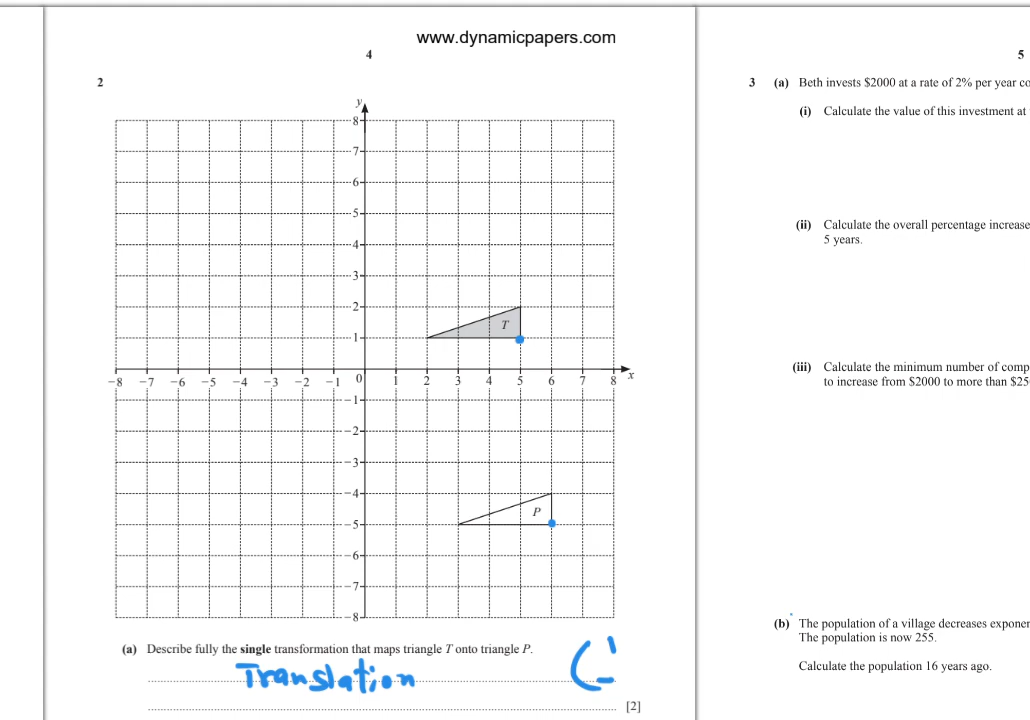 www.dynamicpapers.com
4
5
2
y
8
7
6
5
4
3
2
T
1
−8 −7 −6 −5 −4 −3 −2 −1 0 1 2 3 4 5 6 7 8 x
−1
−2
−3
−4
P
−5
−6
−7
−8
(a) Describe fully the single transformation that maps triangle T onto triangle P.
Translation
[2]
3 (a) Beth invests $2000 at a rate of 2% per year co
(i) Calculate the value of this investment at
(ii) Calculate the overall percentage increase
5 years.
(iii) Calculate the minimum number of comp
to increase from $2000 to more than $25
(b) The population of a village decreases exponen
The population is now 255.
Calculate the population 16 years ago.